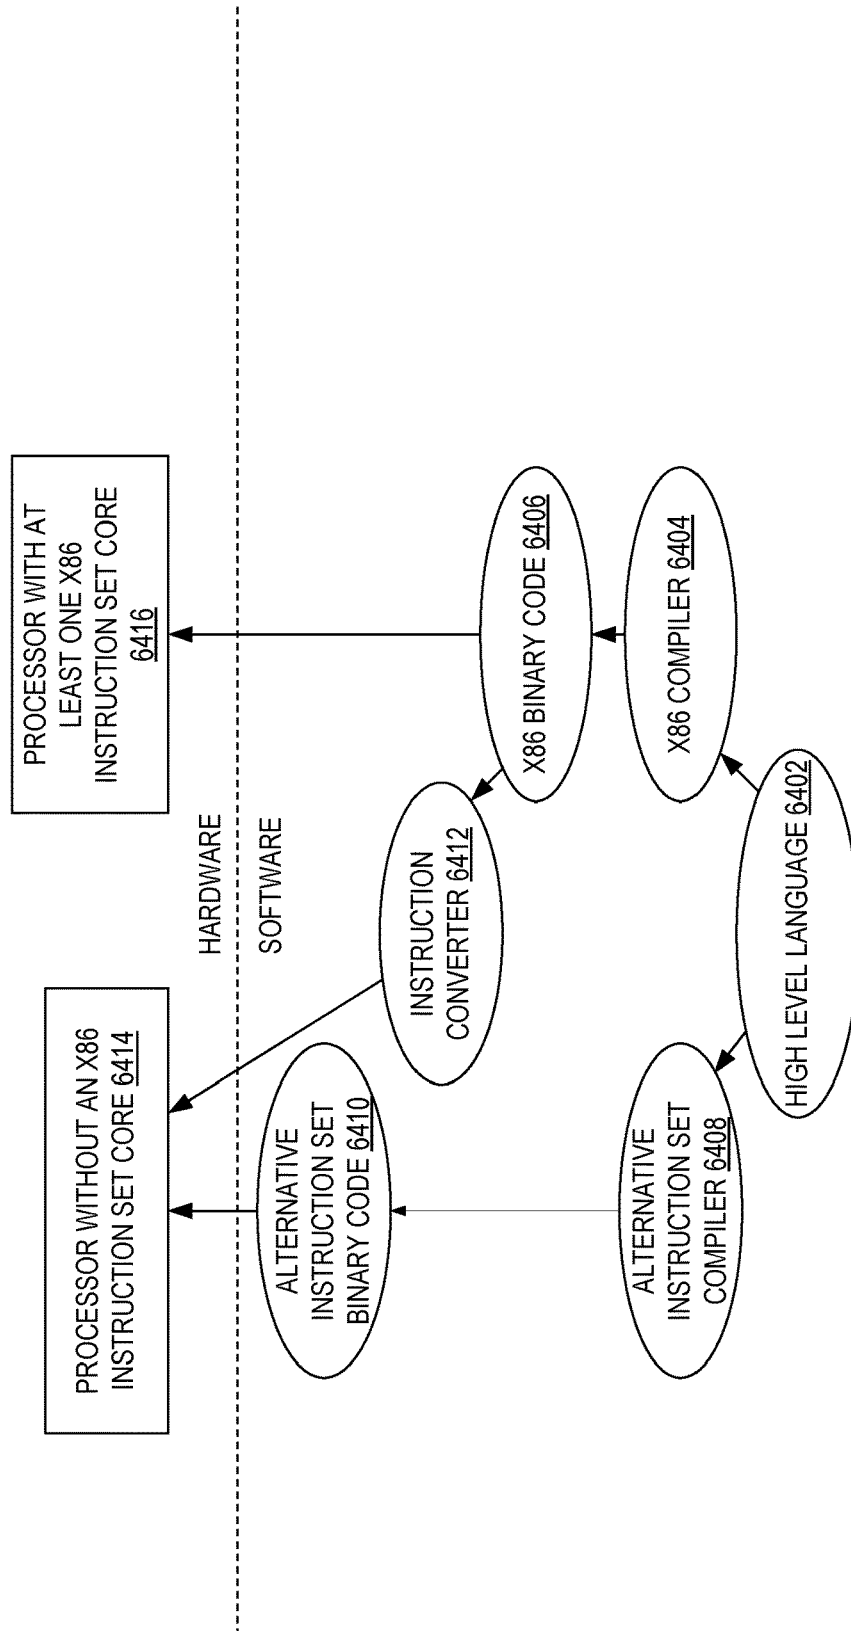 PROCESSOR WITHOUT AN X86
INSTRUCTION SET CORE 6414
PROCESSOR WITH AT
LEAST ONE X86
INSTRUCTION SET CORE
6416
HARDWARE
SOFTWARE
ALTERNATIVE
INSTRUCTION SET
BINARY CODE 6410
INSTRUCTION
CONVERTER 6412
X86 BINARY CODE 6406
ALTERNATIVE
INSTRUCTION SET
COMPILER 6408
X86 COMPILER 6404
HIGH LEVEL LANGUAGE 6402